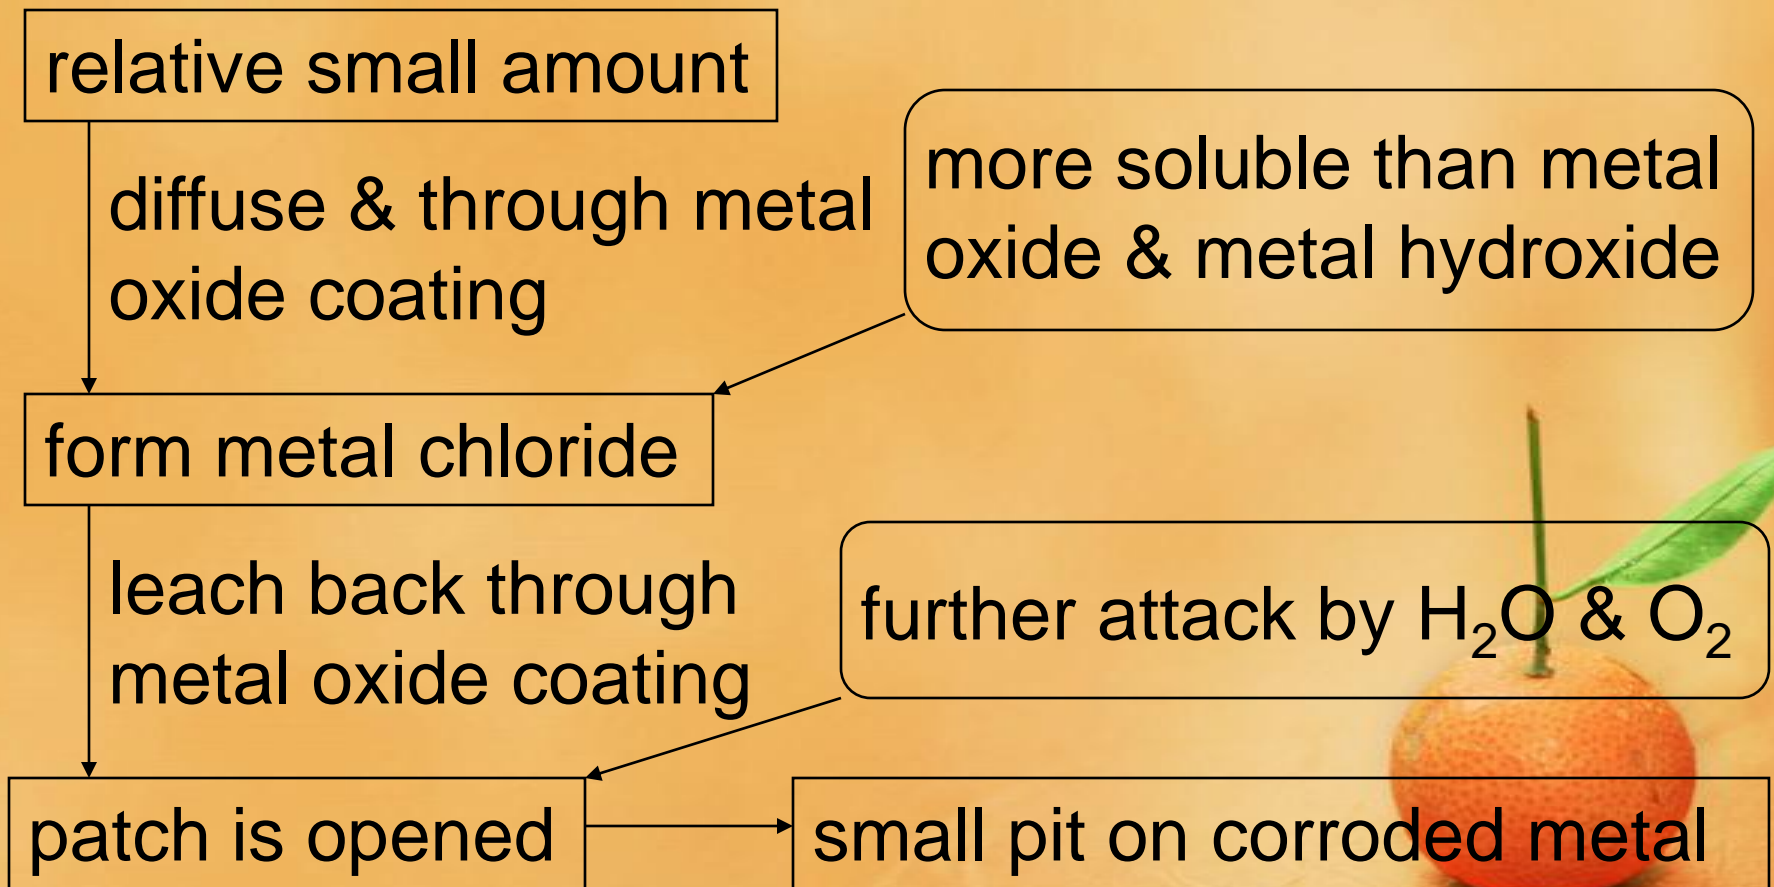 relative small amount
diffuse & through metal
oxide coating
more soluble than metal
oxide & metal hydroxide
form metal chloride
leach back through
metal oxide coating
further attack by H₂O & O₂
patch is opened
small pit on corroded metal